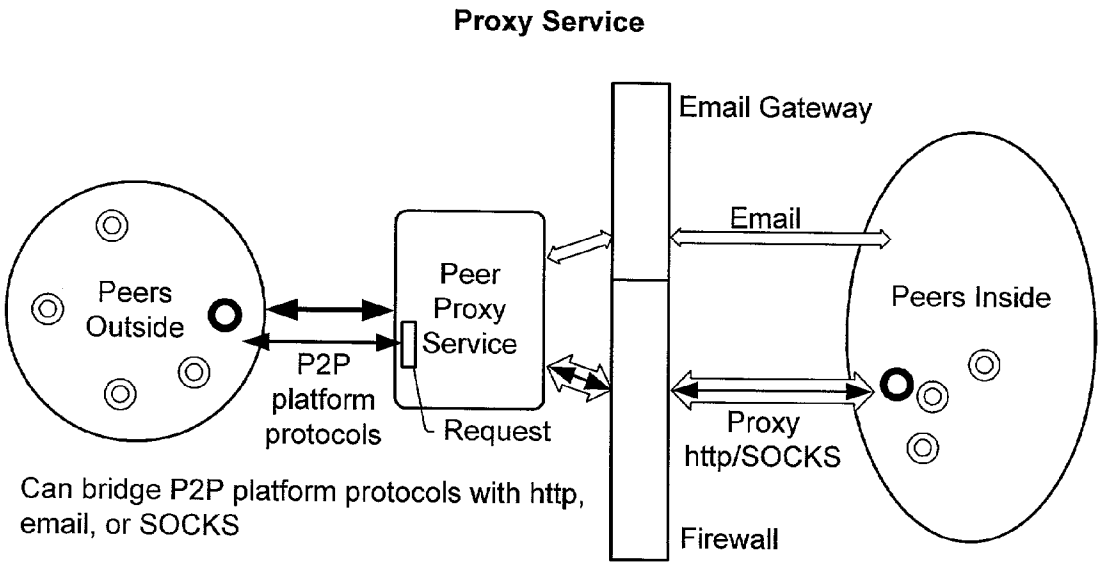 Proxy Service
Email Gateway
Email
Peers
Outside
Peer
Proxy
Service
Peers Inside
P2P
platform
protocols
Request
Proxy
http/SOCKS
Can bridge P2P platform protocols with http,
email, or SOCKS
Firewall